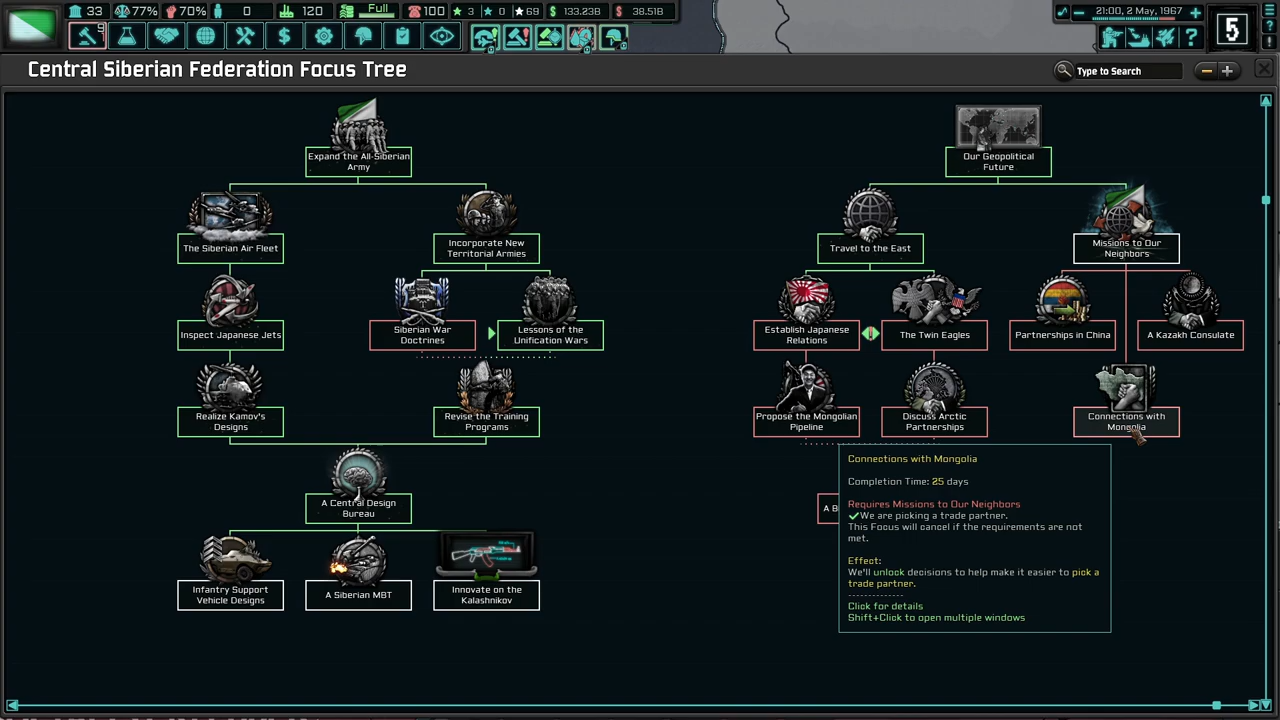 33
77%
70%
0
120
Full
100
3
0
69
133.23B
38.51B
21:00, 2 May, 1967
5
9
Central Siberian Federation Focus Tree
Type to Search
Expand the All-Siberian
Army
Our Geopolitical
Future
The Siberian Air Fleet
Incorporate New
Territorial Armies
Travel to the East
Missions to Our
Neighbors
Inspect Japanese Jets
Siberian War
Doctrines
Lessons of the
Unification Wars
Establish Japanese
Relations
The Twin Eagles
Partnerships in China
A Kazakh Consulate
Realize Kamov's
Designs
Revise the Training
Programs
Propose the Mongolian
Pipeline
Discuss Arctic
Partnerships
Connections with
Mongolia
A Central Design
Bureau
A B
Infantry Support
Vehicle Designs
A Siberian MBT
Innovate on the
Kalashnikov
Connections with Mongolia
Completion Time: 25 days
Requires Missions to Our Neighbors
We are picking a trade partner.
This Focus will cancel if the requirements are not
met.
Effect:
We'll unlock decisions to help make it easier to pick a
trade partner.
--------------
Click for details
Shift+Click to open multiple windows